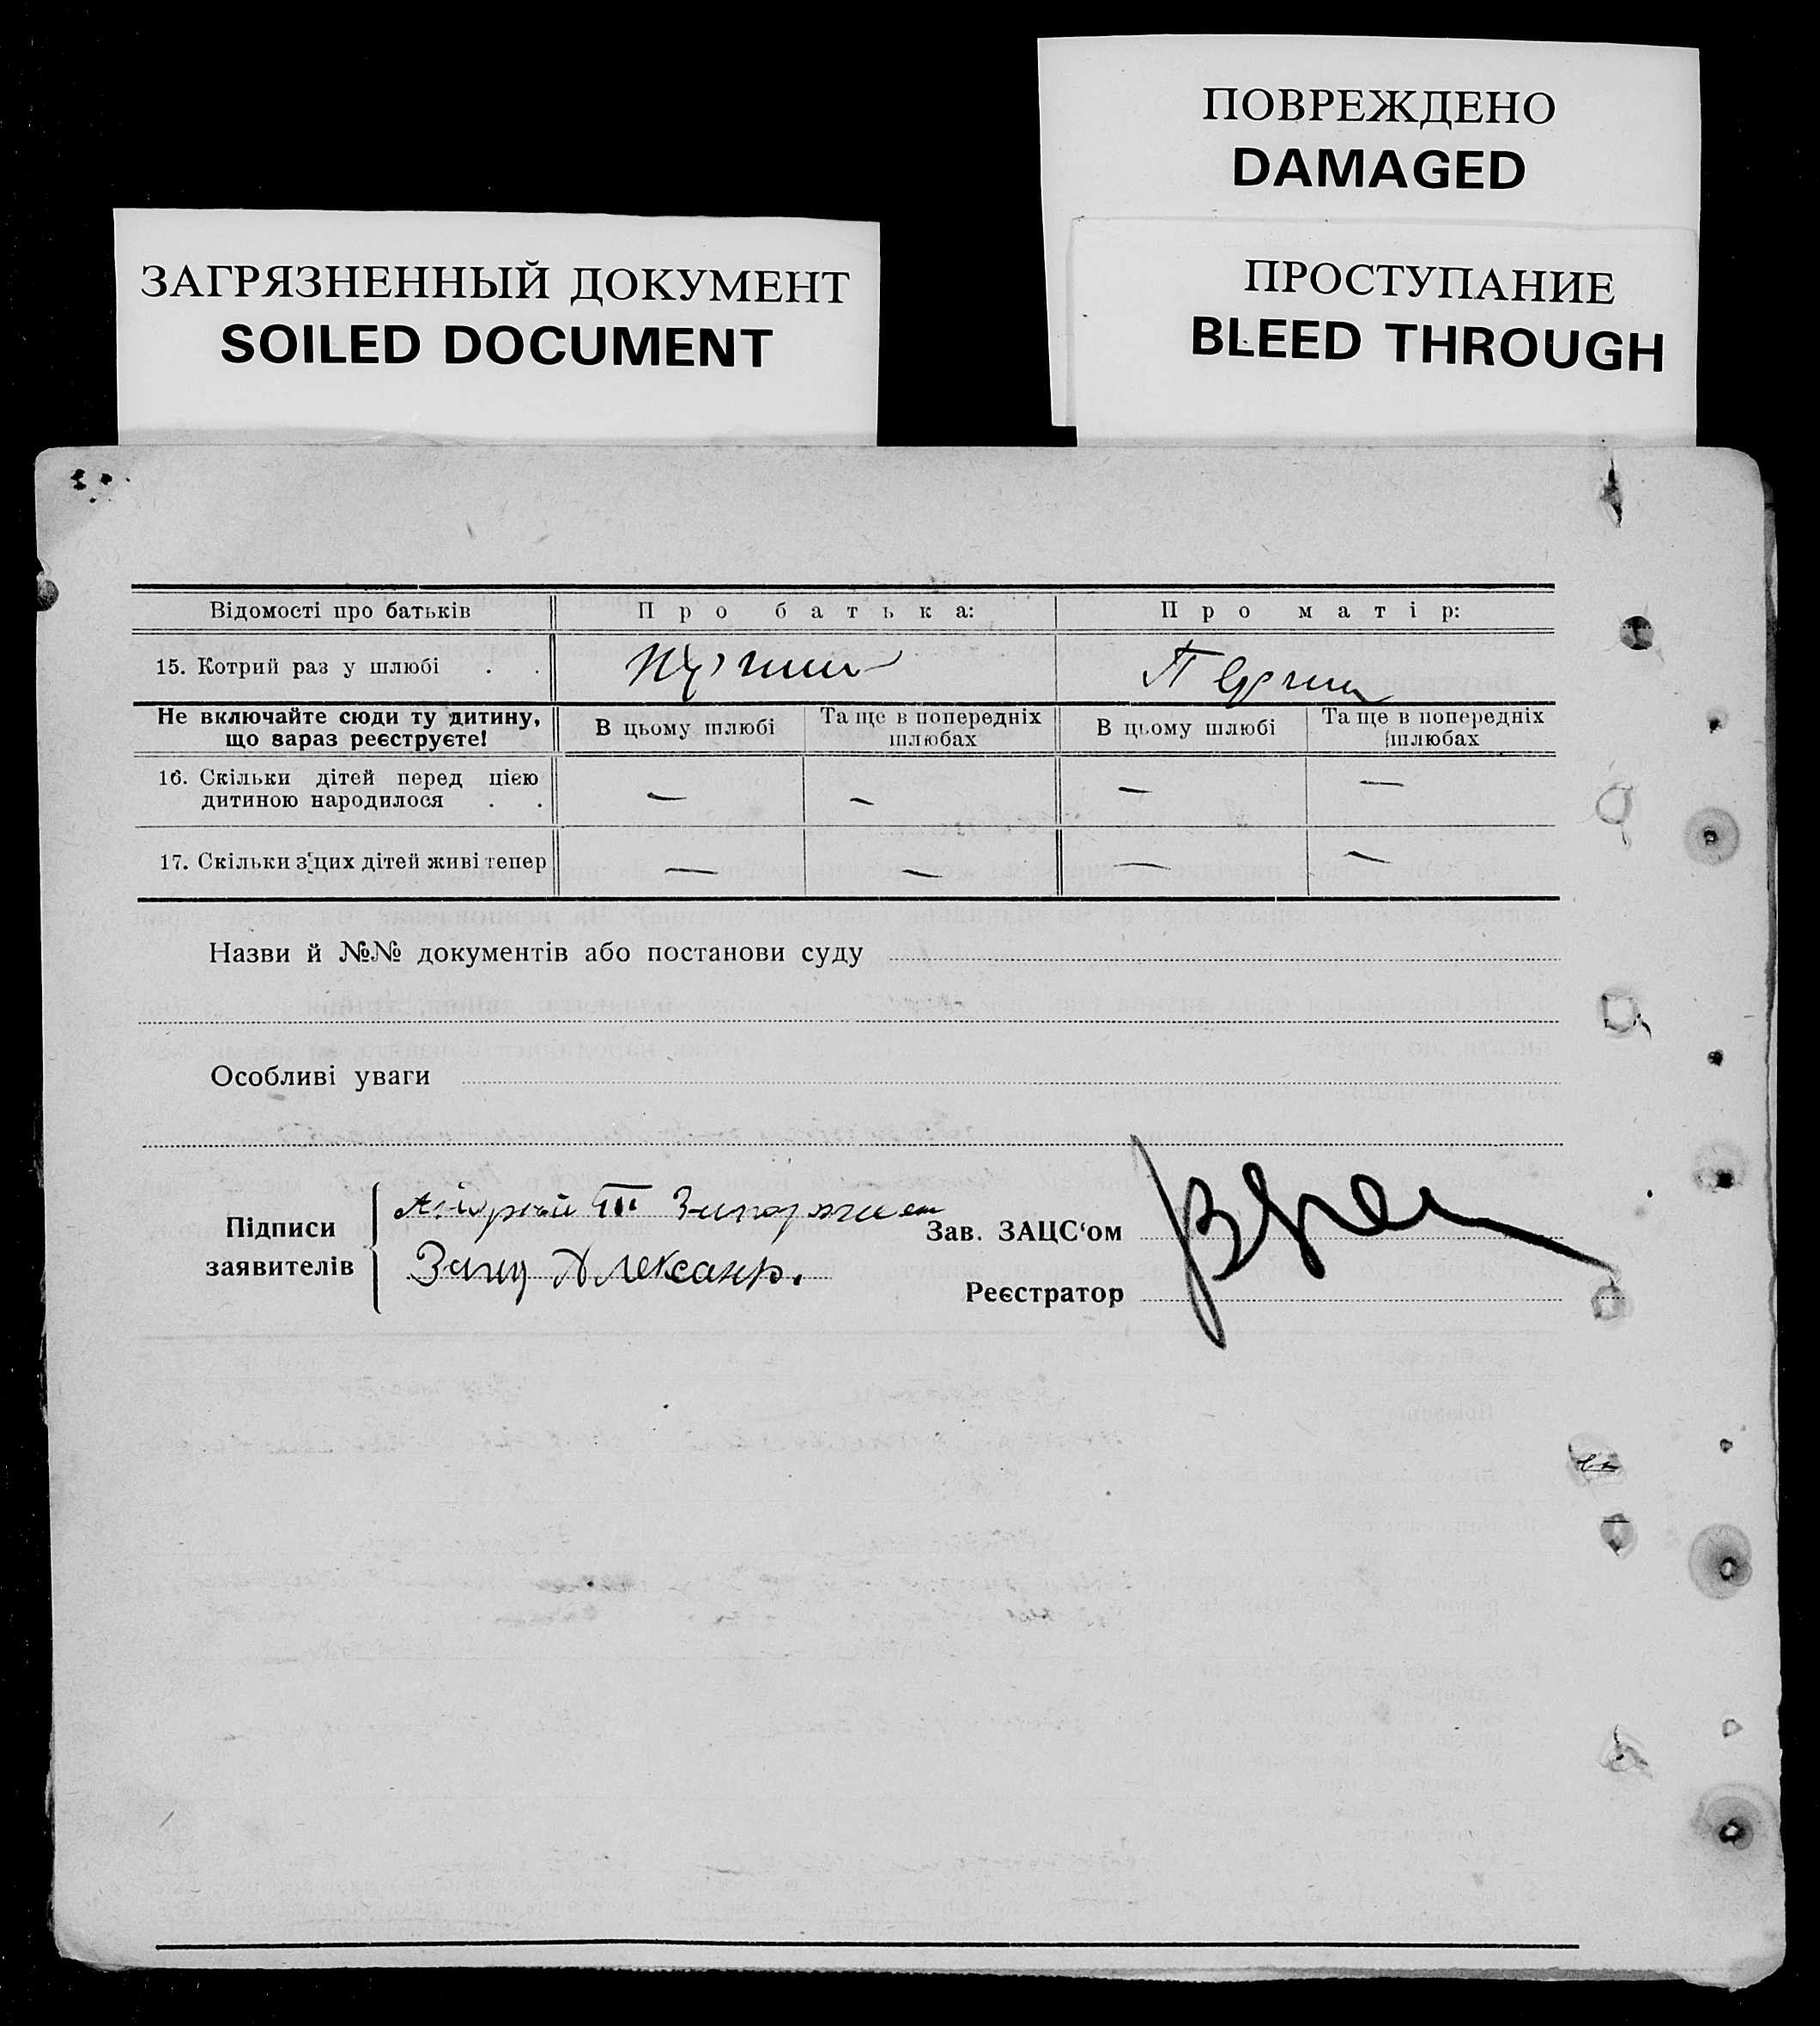 ПОВРЕЖДЕНО
DAMAGED
ЗАГРЯЗНЕННЫЙ ДОКУМЕНТ
SOILED DOCUMENT
ПРОСТУПАНИЕ
BLEED THROUGH
Відомості про батьків Про батька: Про матір:
15. Котрий раз у шлюбі . .
Не включайте сюди ту дитину, що зараз реєструєте! В цьому шлюбі Та ще в попередніх шлюбах В цьому шлюбі Та ще в попередніх шлюбах
16. Скільки дітей перед цією
дитиною народилося . . — — — —
17. Скільки з цих дітей живі тепер — — — —
Назви й №№ документів або постанови суду
Особливі уваги
Підписи
заявителів
Зав. ЗАЦС‘ом
Реєстратор